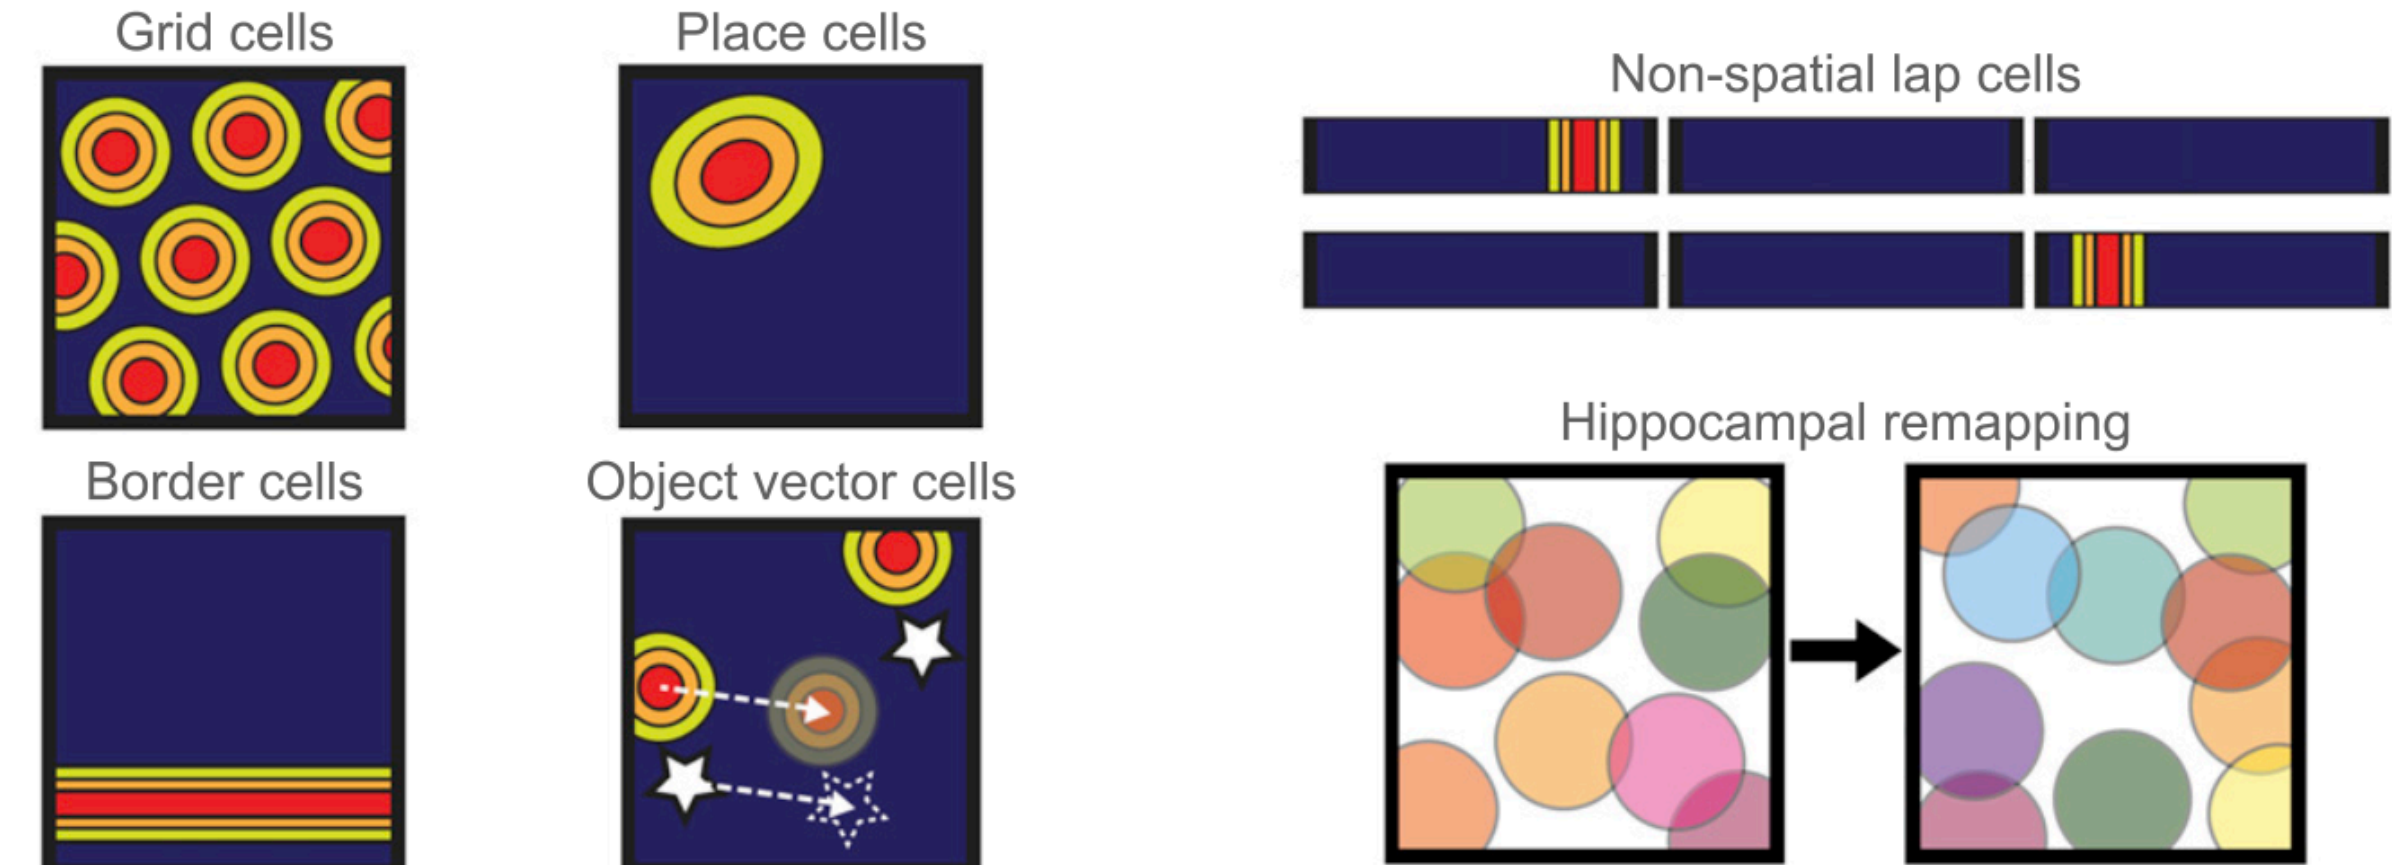 Grid cells
Place cells
Non-spatial lap cells
Border cells
Object vector cells
Hippocampal remapping